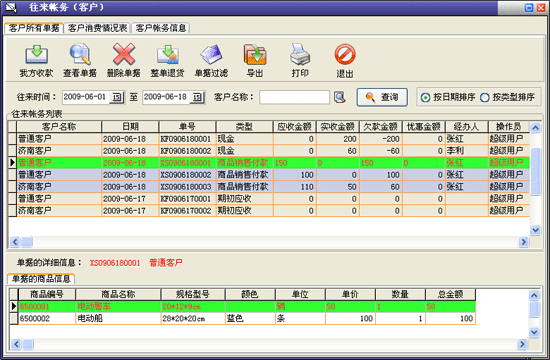 往来帐务（客户）
客户所有单据 客户消费情况表 客户帐务信息
我方收款 查看单据 删除单据 整单退货 单据过滤 导出 打印 退出
往来时间： 2009-06-01 至 2009-06-18 客户名称： 查询 按日期排序 按类型排序
往来帐务列表
客户名称 日期 单号 类型 应收金额 实收金额 欠款金额 优惠金额 经办人 操作员
普通客户 2009-06-18 KF0906180001 现金 0 200 -200 0 张红 超级用户
济南客户 2009-06-18 KF0906180002 现金 0 60 -60 0 李利 超级用户
普通客户 2009-06-18 XS0906180001 商品销售付款 150 0 150 0 张红 超级用户
普通客户 2009-06-18 XS0906180002 商品销售付款 100 0 100 0 张红 超级用户
济南客户 2009-06-18 XS0906180003 商品销售付款 110 50 60 0 张红 超级用户
普通客户 2009-06-17 KF0906170001 期初应收 0 0 0 0 超级用户
济南客户 2009-06-17 KF0906170002 期初应收 0 0 0 0 超级用户
单据的详细信息： XS0906180001 普通客户
单据的商品信息
商品编号 商品名称 规格型号 颜色 单位 单价 数量 总金额
6500001 电动警车 20*12*9cm 50 1 50
6500002 电动船 28*20*20cm 蓝色 条 100 1 100